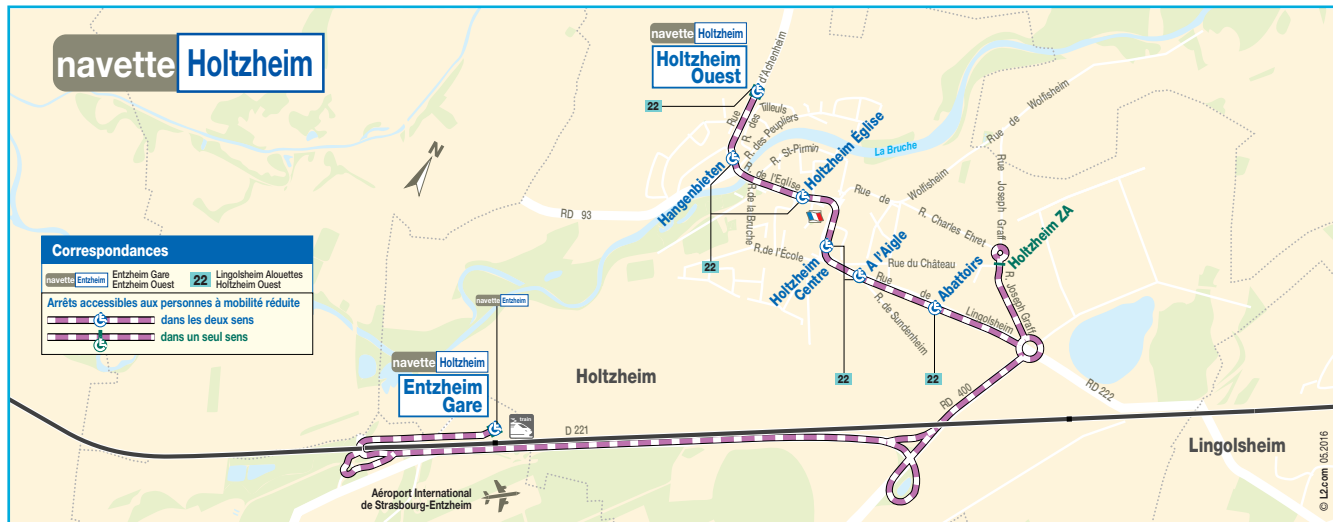 navette Holtzheim
navette Holtzheim
Holtzheim
Ouest
22
Rue d'Achenheim
R. des Tilleuls
R. des Peupliers
R. St-Pirmin
La Bruche
Rue de Wolfisheim
Rue Joseph Graff
N
Hangenbieten
Holtzheim Église
R. de l'Eglise
R. de la Bruche
RD 93
Rue de Wolfisheim
R. Charles Ehret
Holtzheim ZA
22
R.de l'École
Holtzheim
Centre
A l'Aigle
Rue du Château
Abattoirs
R. Joseph Graff
Rue de Lingolsheim
R. de Sundenheim
Correspondances
navette Entzheim
Entzheim Gare
Entzheim Ouest
22
Lingolsheim Alouettes
Holtzheim Ouest
Arrêts accessibles aux personnes à mobilité réduite
dans les deux sens
dans un seul sens
navette Entzheim
navette Holtzheim
Entzheim
Gare
train
Holtzheim
22
22
RD 400
RD 222
D 221
Lingolsheim
Aéroport International
de Strasbourg-Entzheim
© L2.com 05.2016